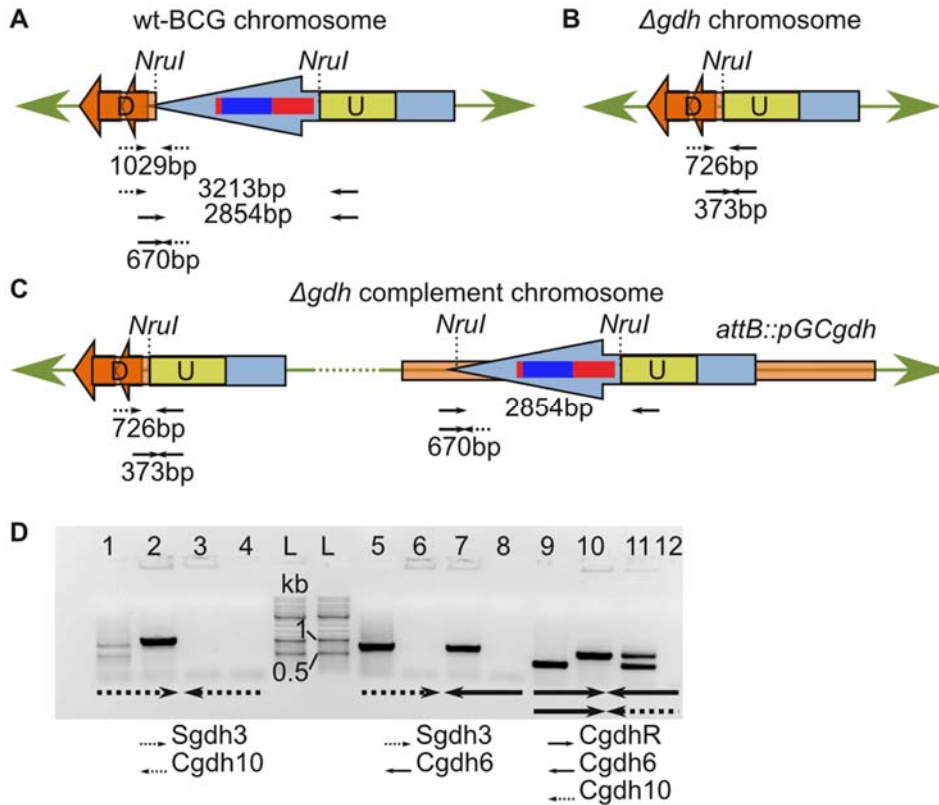 A wt-BCG chromosome
NruI NruI
D U
1029bp
3213bp
2854bp
670bp
B Δgdh chromosome
NruI
D U
726bp
373bp
C Δgdh complement chromosome
NruI NruI NruI attB::pGCgdh
D U U
726bp 2854bp
373bp 670bp
D
1 2 3 4 L L 5 6 7 8 9 10 11 12
kb
1
0.5
Sgdh3 Sgdh3 CgdhR
Cgdh10 Cgdh6 Cgdh6
Cgdh10